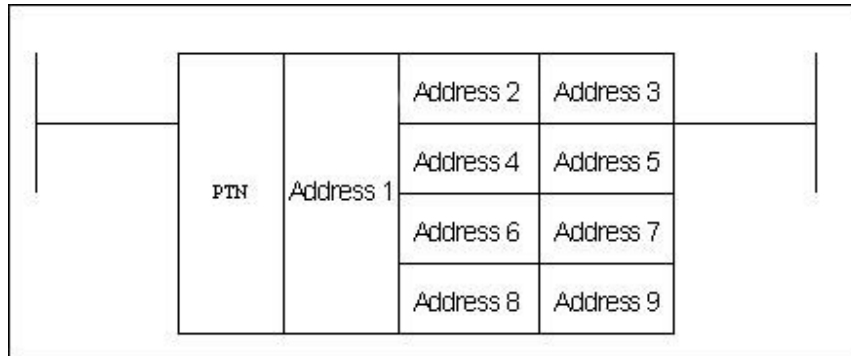 PTN
Address 1
Address 2
Address 3
Address 4
Address 5
Address 6
Address 7
Address 8
Address 9